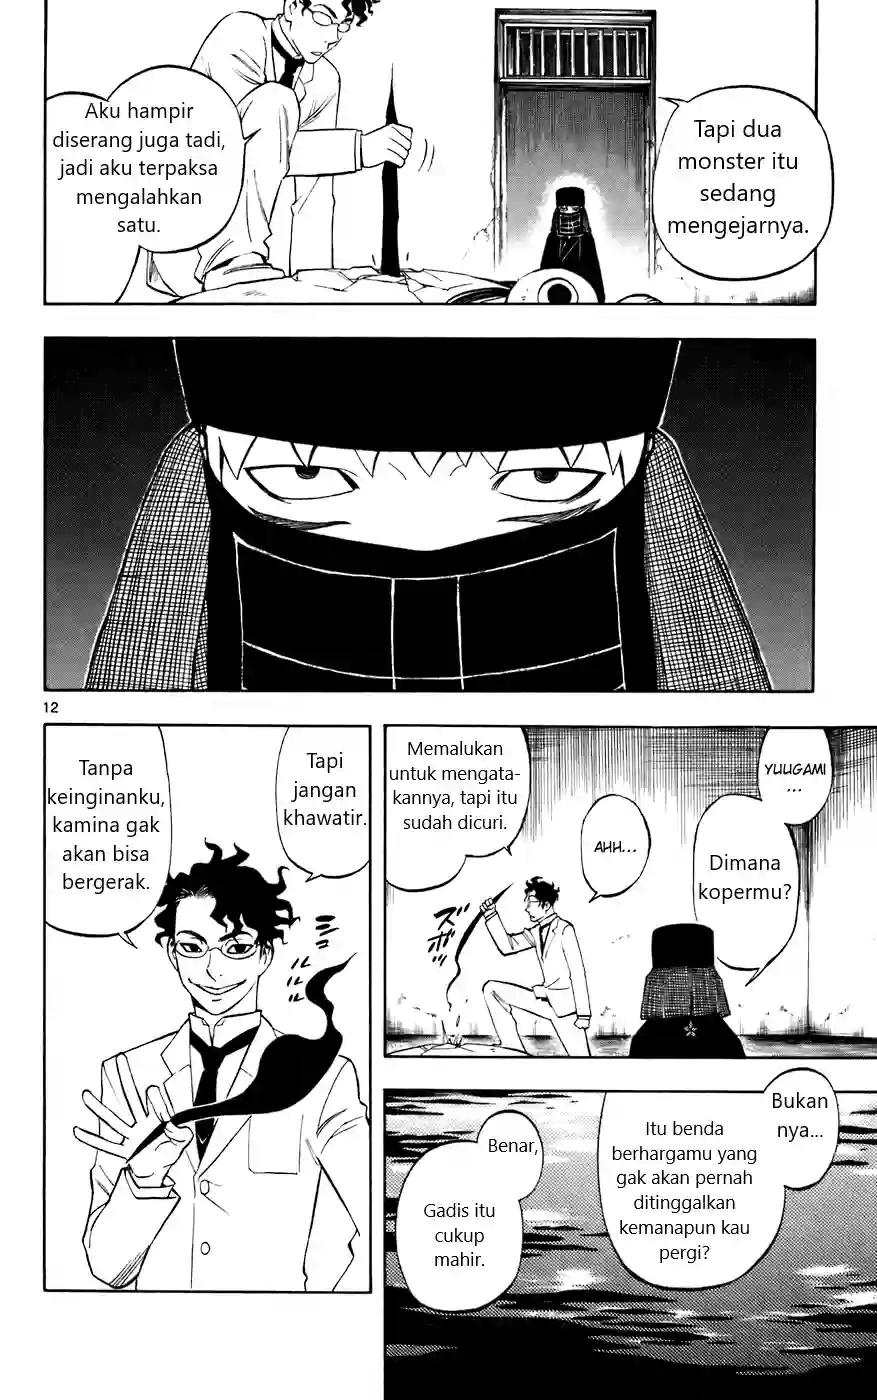 Tapi dua
monster itu
sedang
mengejarnya.
Aku hampir
diserang juga tadi,
jadi aku terpaksa
mengalahkan
satu.
12
YUUGAMI
...
Dimana
kopermu?
AHH...
Memalukan
untuk mengata-
kannya, tapi itu
sudah dicuri.
ズボッ
Tapi
jangan
khawatir.
Tanpa
keinginanku,
kamina gak
akan bisa
bergerak.
Bukan
nya...
Itu benda
berhargamu yang
gak akan pernah
ditinggalkan
kemanapun kau
pergi?
Benar,
Gadis itu
cukup
mahir.